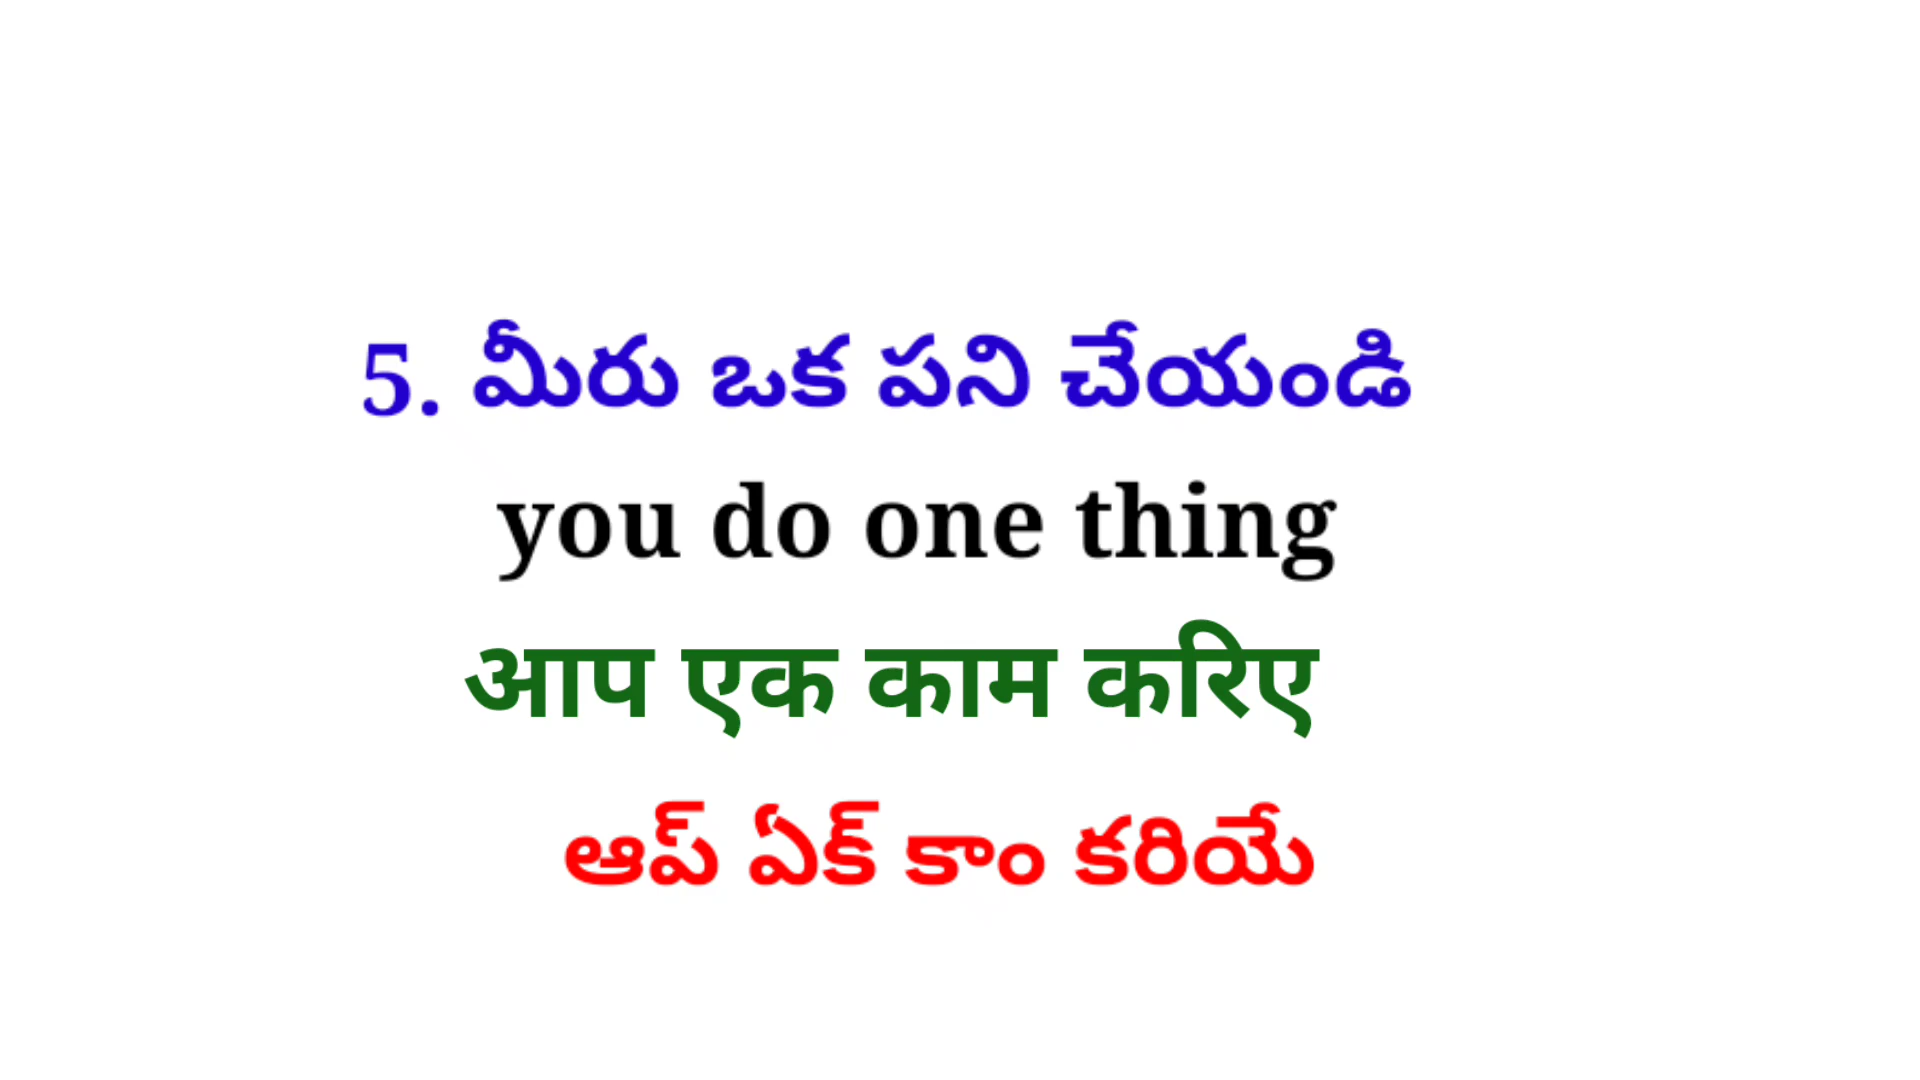 5. మీరు ఒక పని చేయండి
you do one thing
आप एक काम करिए
ఆప్ ఏక్ కాం కరియే